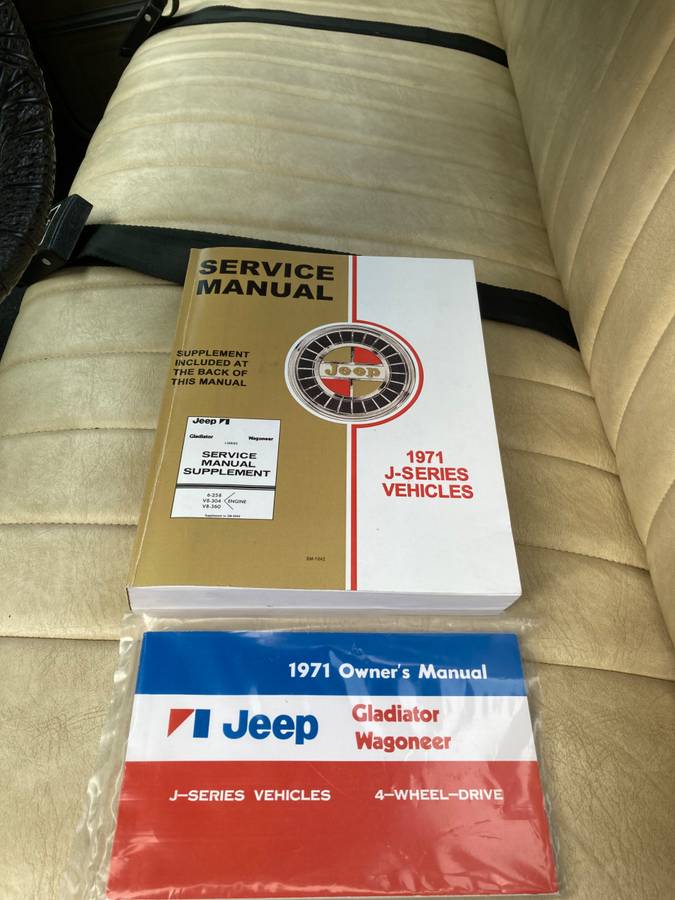 SERVICE
MANUAL
SUPPLEMENT
INCLUDED AT
THE BACK OF
THIS MANUAL
Jeep
Jeep
Gladiator Wagoneer
J-SERIES
SERVICE
MANUAL
SUPPLEMENT
6-258
V8-304 ENGINE
V8-360
1971
J-SERIES
VEHICLES
1971 Owner's Manual
Jeep
Gladiator
Wagoneer
J-SERIES VEHICLES 4-WHEEL-DRIVE